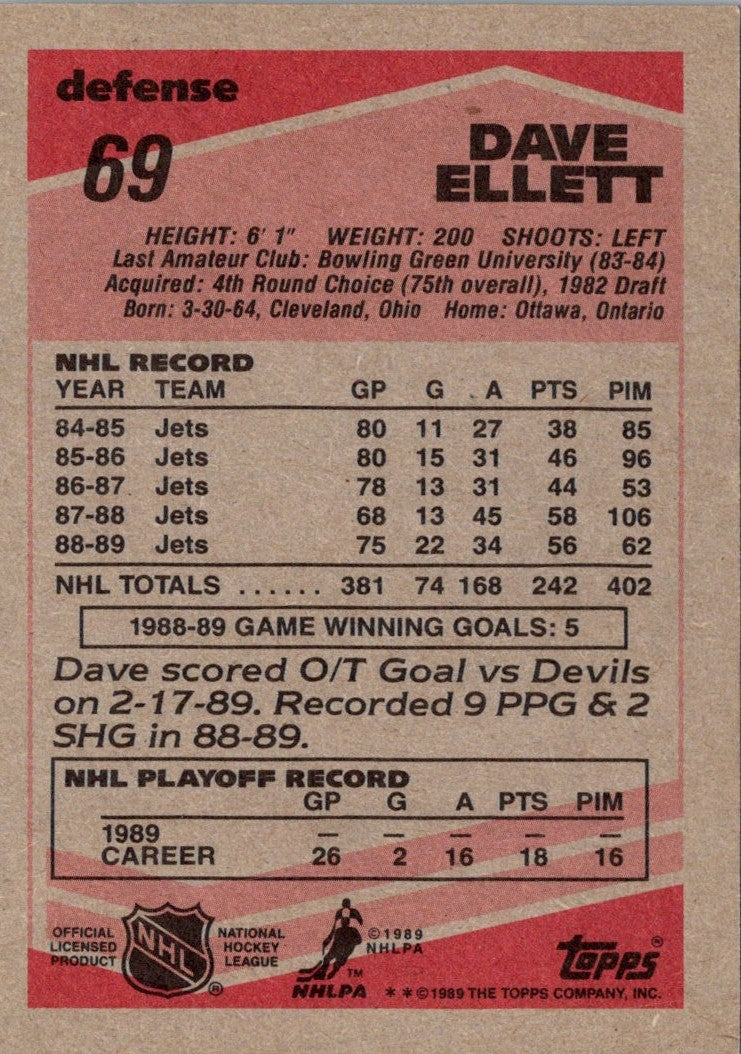 defense
69
DAVE
ELLETT
HEIGHT: 6' 1" WEIGHT: 200 SHOOTS: LEFT
Last Amateur Club: Bowling Green University (83-84)
Acquired: 4th Round Choice (75th overall), 1982 Draft
Born: 3-30-64, Cleveland, Ohio Home: Ottawa, Ontario
NHL RECORD
YEAR TEAM GP G A PTS PIM
84-85 Jets 80 11 27 38 85
85-86 Jets 80 15 31 46 96
86-87 Jets 78 13 31 44 53
87-88 Jets 68 13 45 58 106
88-89 Jets 75 22 34 56 62
NHL TOTALS ...... 381 74 168 242 402
1988-89 GAME WINNING GOALS: 5
Dave scored O/T Goal vs Devils
on 2-17-89. Recorded 9 PPG & 2
SHG in 88-89.
NHL PLAYOFF RECORD
GP G A PTS PIM
1989 — — — — —
CAREER 26 2 16 18 16
OFFICIAL
LICENSED
PRODUCT
NHL
®
NATIONAL
HOCKEY
LEAGUE
©1989
NHLPA
TM
NHLPA
topps®
* * ©1989 THE TOPPS COMPANY, INC.